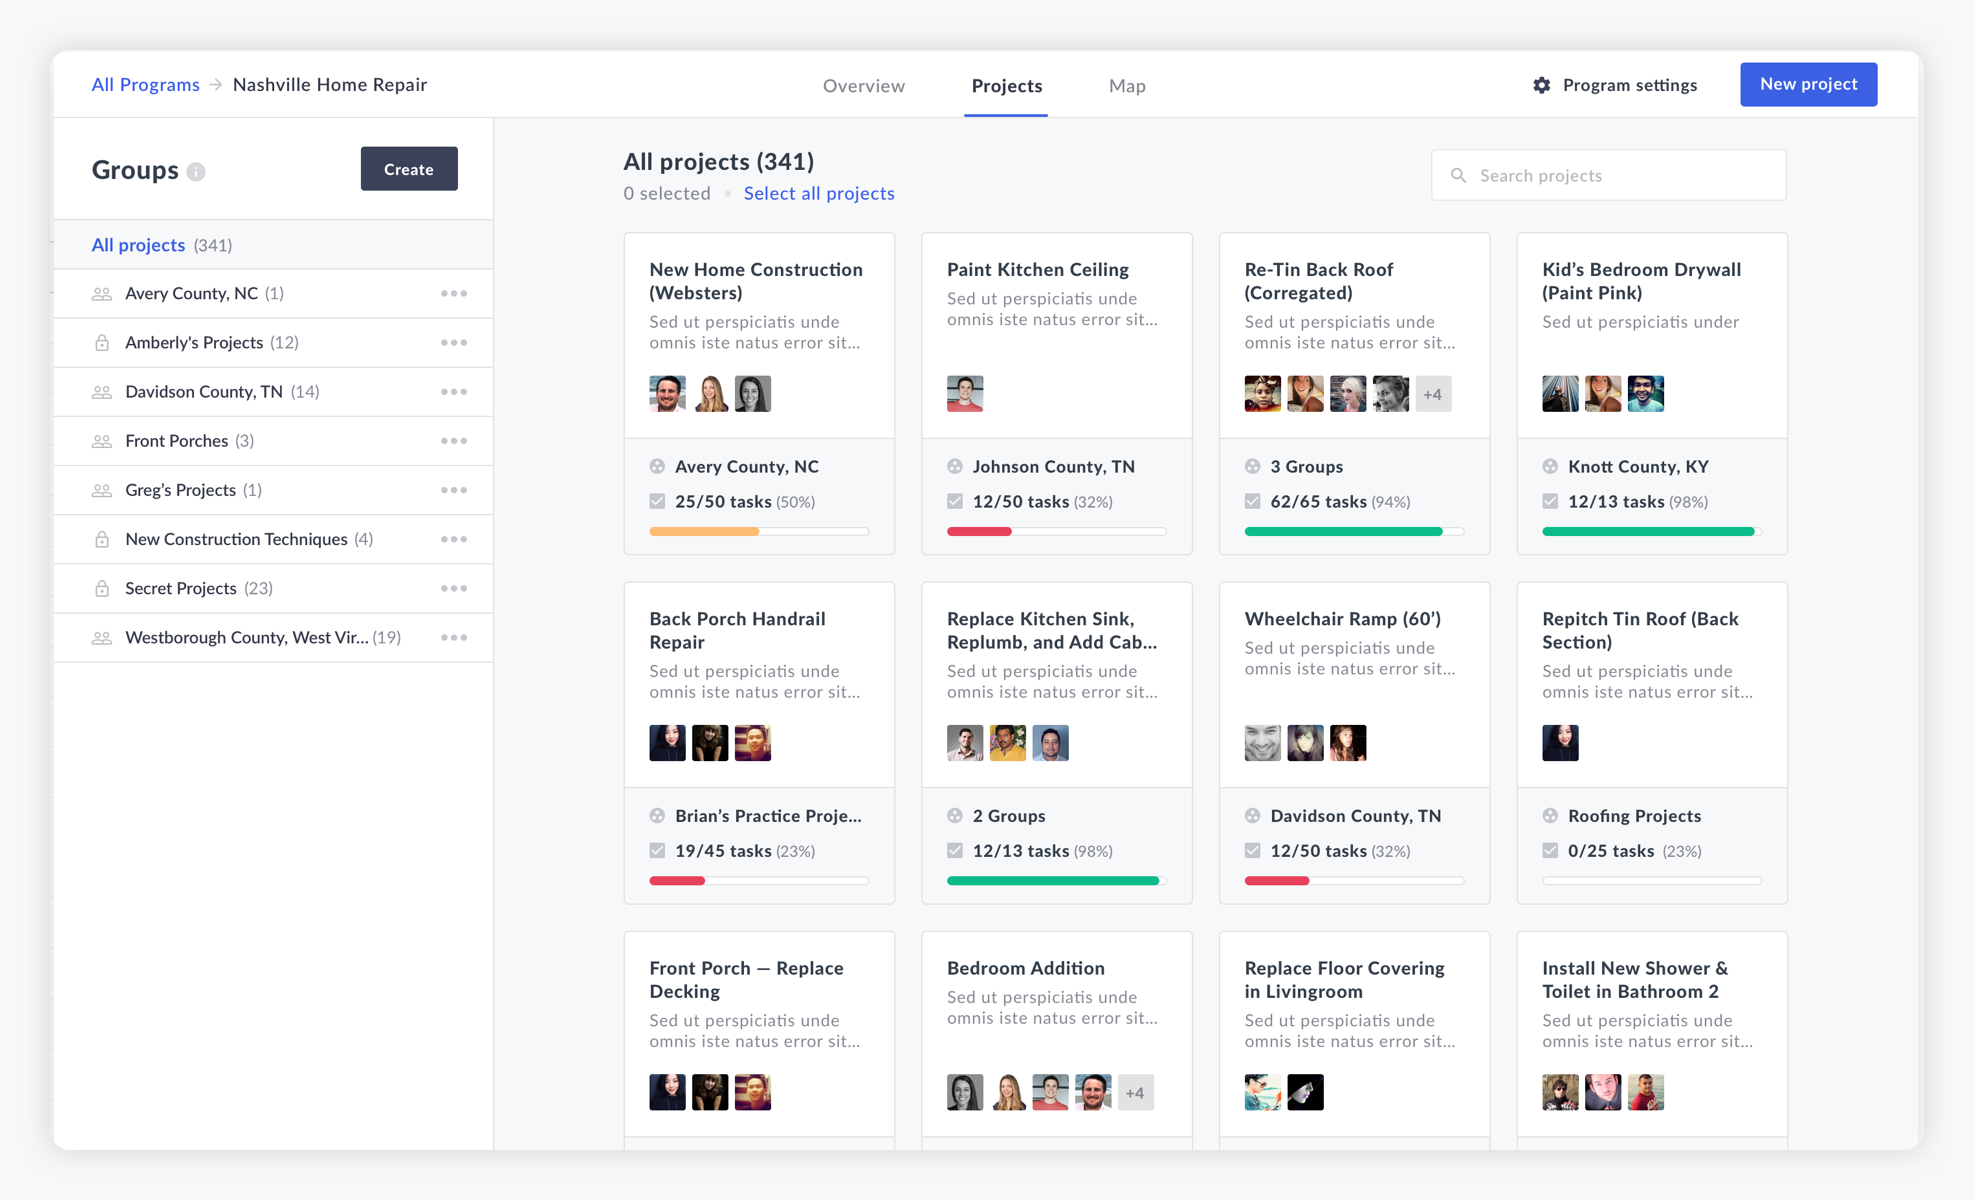 All Programs → Nashville Home Repair
Overview
Projects
Map
Program settings
New project
Groups
Create
All projects (341)
Avery County, NC (1)
Amberly's Projects (12)
Davidson County, TN (14)
Front Porches (3)
Greg’s Projects (1)
New Construction Techniques (4)
Secret Projects (23)
Westborough County, West Vir... (19)
All projects (341)
0 selected • Select all projects
Search projects
New Home Construction
(Websters)
Sed ut perspiciatis unde
omnis iste natus error sit...
Avery County, NC
25/50 tasks (50%)
Paint Kitchen Ceiling
Sed ut perspiciatis unde
omnis iste natus error sit...
Johnson County, TN
12/50 tasks (32%)
Re-Tin Back Roof
(Corregated)
Sed ut perspiciatis unde
omnis iste natus error sit...
+4
3 Groups
62/65 tasks (94%)
Kid’s Bedroom Drywall
(Paint Pink)
Sed ut perspiciatis under
Knott County, KY
12/13 tasks (98%)
Back Porch Handrail
Repair
Sed ut perspiciatis unde
omnis iste natus error sit...
Brian’s Practice Proje...
19/45 tasks (23%)
Replace Kitchen Sink,
Replumb, and Add Cab...
Sed ut perspiciatis unde
omnis iste natus error sit...
2 Groups
12/13 tasks (98%)
Wheelchair Ramp (60’)
Sed ut perspiciatis unde
omnis iste natus error sit...
Davidson County, TN
12/50 tasks (32%)
Repitch Tin Roof (Back
Section)
Sed ut perspiciatis unde
omnis iste natus error sit...
Roofing Projects
0/25 tasks (23%)
Front Porch — Replace
Decking
Sed ut perspiciatis unde
omnis iste natus error sit...
Bedroom Addition
Sed ut perspiciatis unde
omnis iste natus error sit...
+4
Replace Floor Covering
in Livingroom
Sed ut perspiciatis unde
omnis iste natus error sit...
Install New Shower &
Toilet in Bathroom 2
Sed ut perspiciatis unde
omnis iste natus error sit...